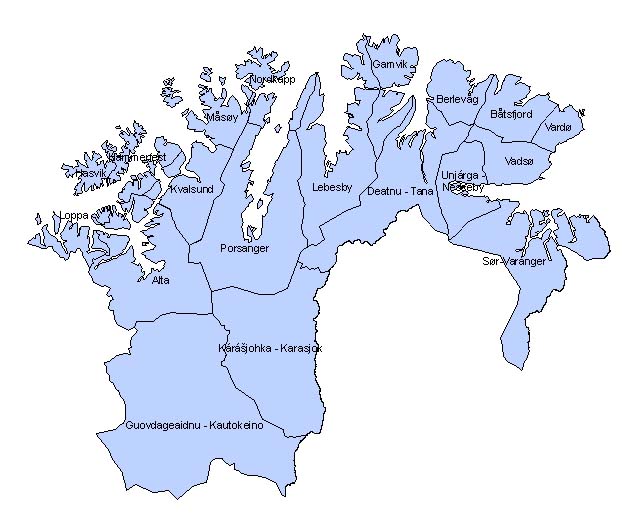 Gamvik
Nordkapp
Berlevåg
Båtsfjord
Måsøy
Vardø
Hammerfest
Vadsø
Hasvik
Unjárga -
Nesseby
Kvalsund
Lebesby
Deatnu - Tana
Loppa
Porsanger
Sør-Varanger
Alta
Kárášjohka - Karasjok
Guovdageaidnu - Kautokeino